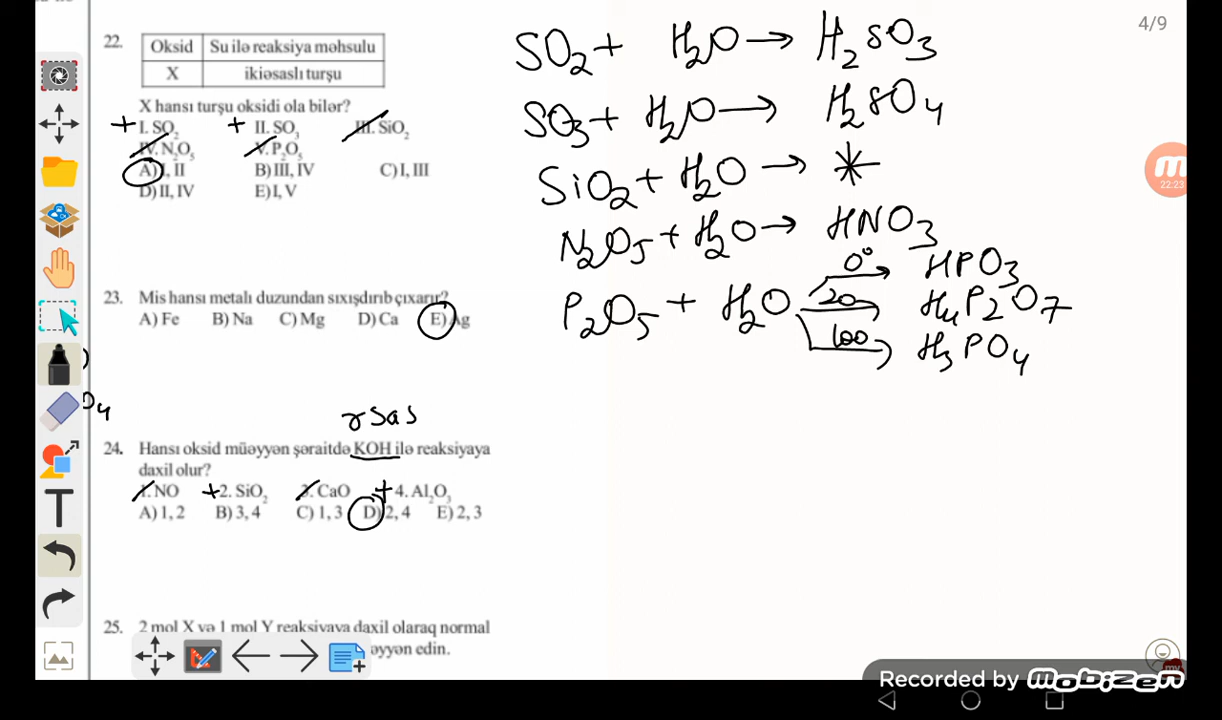 4/9
22.
Oksid Su ilə reaksiya məhsulu
X ikiəsaslı turşu
X hansı turşu oksidi ola bilər?
+ I. SO2 + II. SO3 III. SiO2
IV. N2O5 V. P2O5
A) I, II B) III, IV C) I, III
D) II, IV E) I, V
23. Mis hansı metalı duzundan sıxışdırıb çıxarır?
A) Fe B) Na C) Mg D) Ca E) Ag
O4
24. Hansı oksid müəyyən şəraitdə KOH ilə reaksiyaya
daxil olur?
1. NO +2. SiO2 3. CaO +4. Al2O3
A) 1, 2 B) 3, 4 C) 1, 3 D) 2, 4 E) 2, 3
25. 2 mol X və 1 mol Y reaksiyaya daxil olaraq normal
əyyən edin.
SO2 + H2O → H2SO3
SO3 + H2O → H2SO4
SiO2 + H2O →
N2O5 + H2O → HNO3
P2O5 + H2O
0° HPO3
20 H4P2O7
100 H3PO4
m
22:23
T
Recorded by mobizen